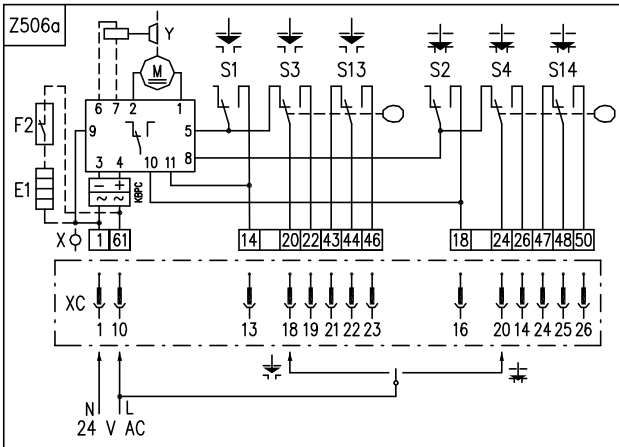 Z506a
Y
M
S1 S3 S13 S2 S4 S14
6 7 2 1
F2
9 5
8
3 4 10 11
E1
− +
~ ~
KBPC
X
1 61 14 20 22 43 44 46 18 24 26 47 48 50
XC
1 10 13 18 19 21 22 23 16 20 14 24 25 26
N L
24 V AC